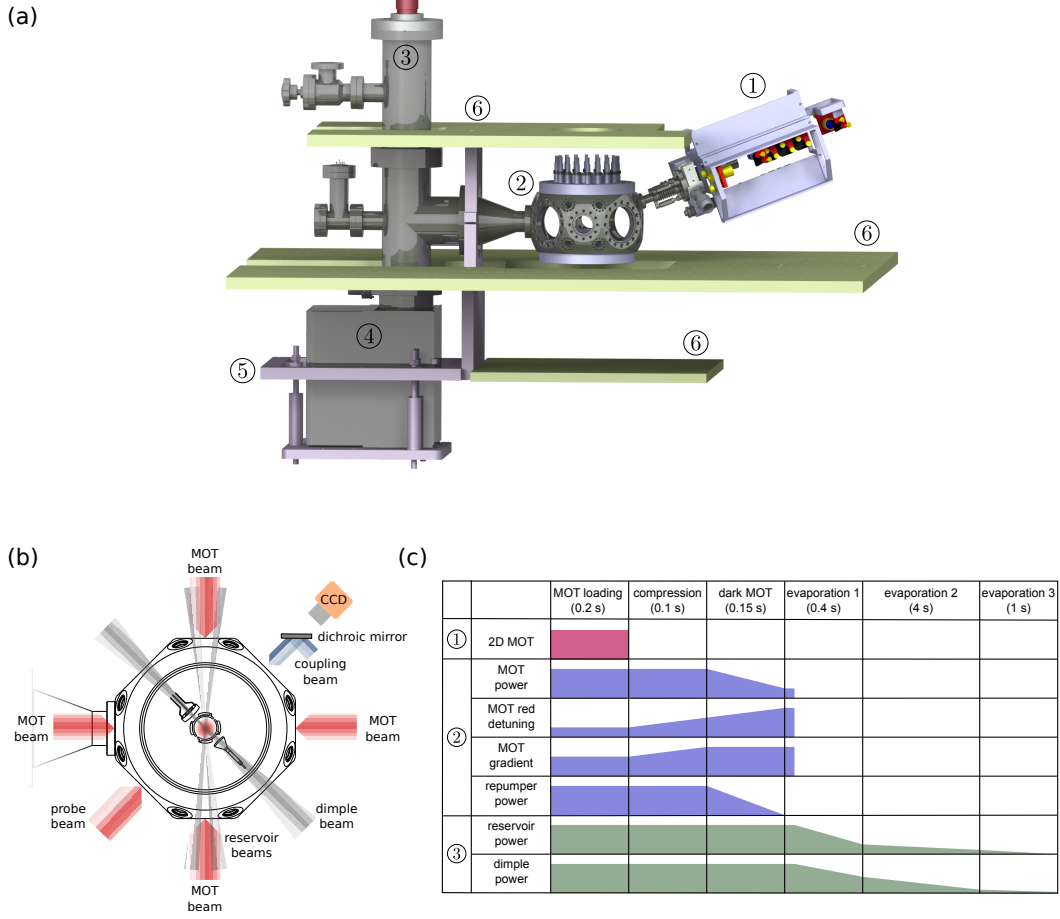 (a)
③
⑥
①
②
⑥
④
⑥
⑤
(b)
MOT
beam
CCD
dichroic mirror
coupling
beam
MOT
beam
MOT
beam
probe
beam
dimple
beam
reservoir
beams
MOT
beam
(c)
MOT loading
(0.2 s)
compression
(0.1 s)
dark MOT
(0.15 s)
evaporation 1
(0.4 s)
evaporation 2
(4 s)
evaporation 3
(1 s)
①
2D MOT
②
MOT
power
MOT red
detuning
MOT
gradient
repumper
power
③
reservoir
power
dimple
power